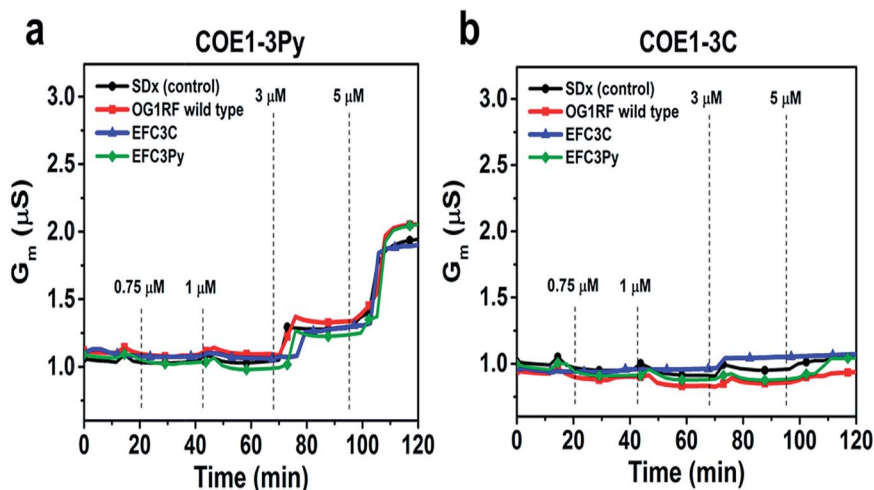 a
COE1-3Py
SDx (control)
OG1RF wild type
EFC3C
EFC3Py
3 μM
5 μM
0.75 μM
1 μM
3.0
2.5
2.0
1.5
1.0
Gm (μS)
0 20 40 60 80 100 120
Time (min)
b
COE1-3C
SDx (control)
OG1RF wild type
EFC3C
EFC3Py
3 μM
5 μM
0.75 μM
1 μM
3.0
2.5
2.0
1.5
1.0
Gm (μS)
0 20 40 60 80 100 120
Time (min)